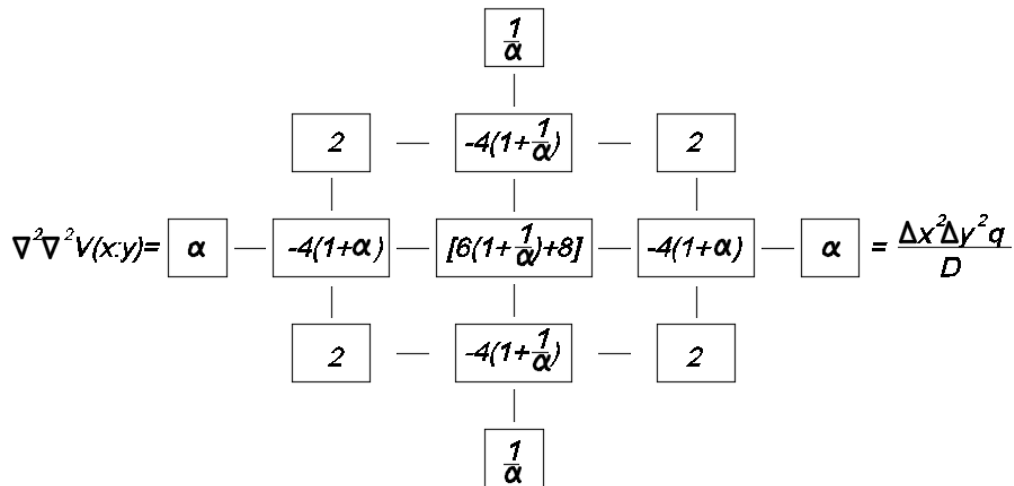 1/α
2 -4(1+1/α) 2
∇²∇²V(x:y)= α -4(1+α) [6(1+1/α)+8] -4(1+α) α = Δx²Δy²q/D
2 -4(1+1/α) 2
1/α